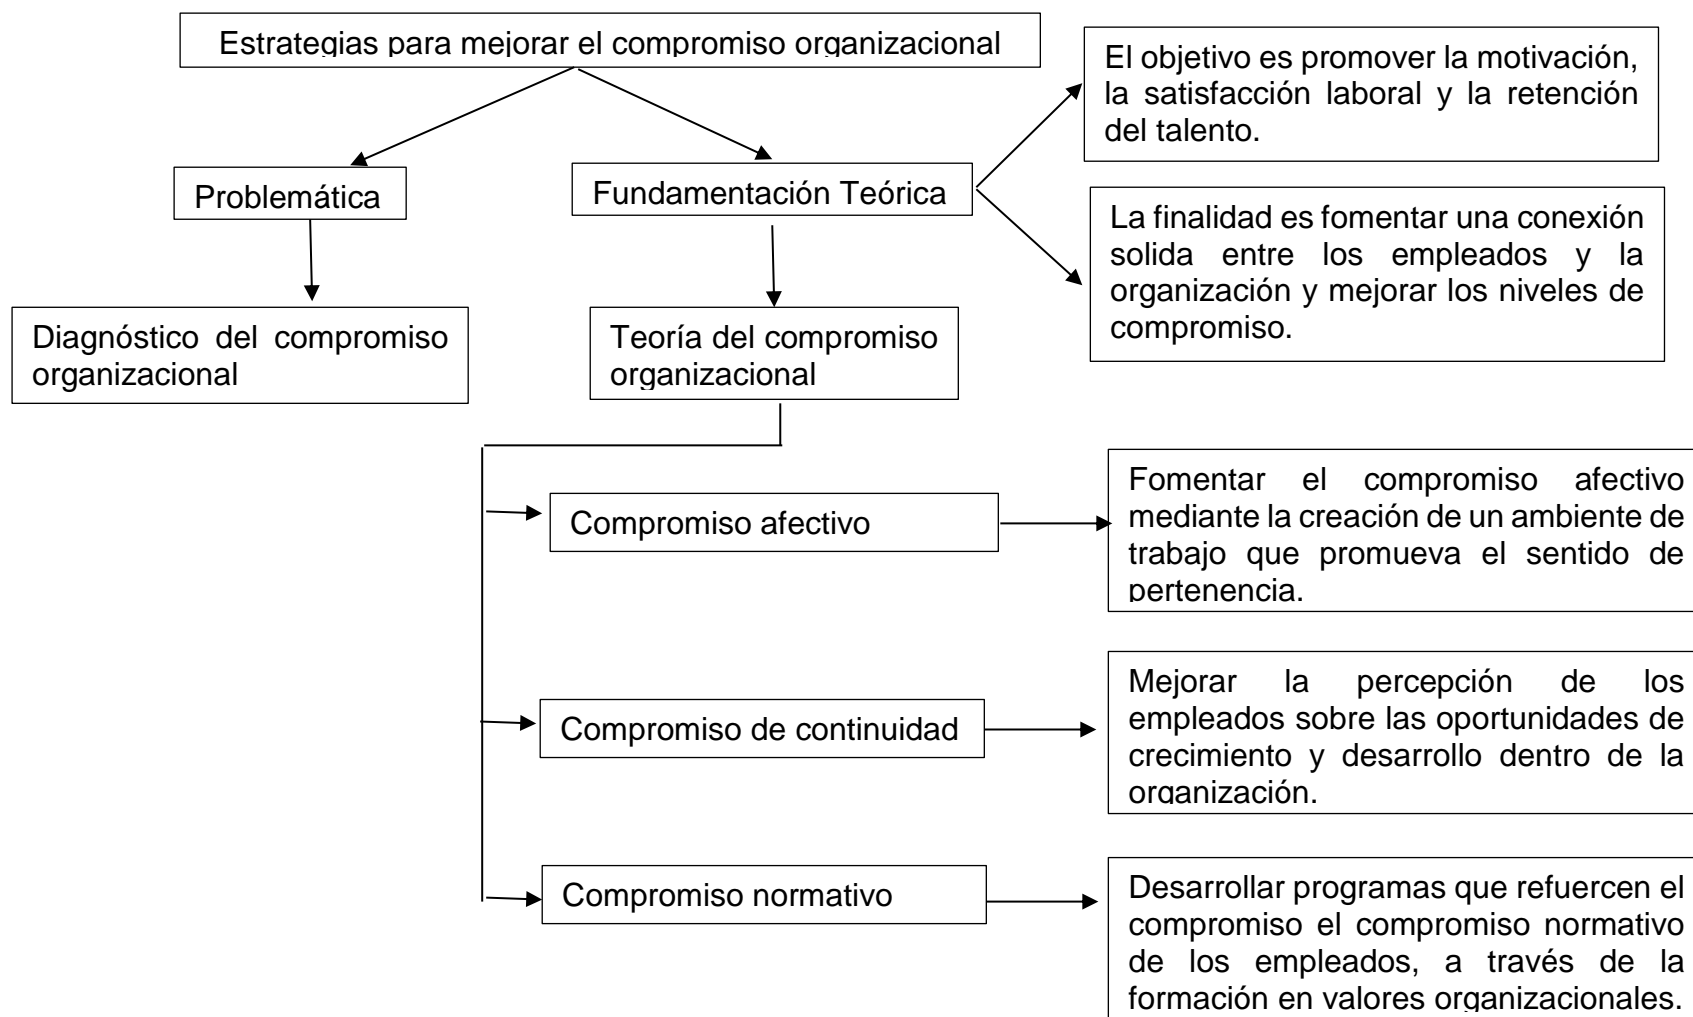 Estrategias para mejorar el compromiso organizacional
El objetivo es promover la motivación,
la satisfacción laboral y la retención
del talento.
Problemática
Fundamentación Teórica
La finalidad es fomentar una conexión
solida entre los empleados y la
organización y mejorar los niveles de
compromiso.
Diagnóstico del compromiso
organizacional
Teoría del compromiso
organizacional
Compromiso afectivo
Fomentar el compromiso afectivo
mediante la creación de un ambiente de
trabajo que promueva el sentido de
pertenencia.
Compromiso de continuidad
Mejorar la percepción de los
empleados sobre las oportunidades de
crecimiento y desarrollo dentro de la
organización.
Compromiso normativo
Desarrollar programas que refuercen el
compromiso el compromiso normativo
de los empleados, a través de la
formación en valores organizacionales.